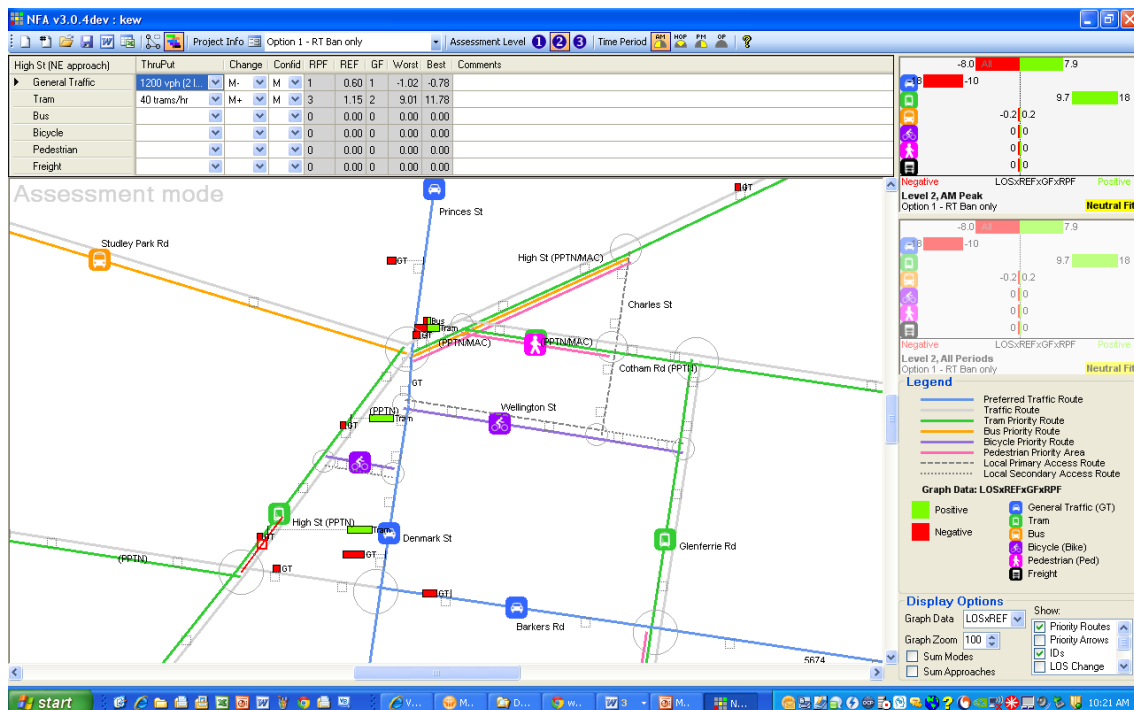 NFA v3.0.4dev : kew
Project Info Option 1 - RT Ban only Assessment Level 1 2 3 Time Period AM HOP PM OP
High St (NE approach) ThruPut Change Confid RPF REF GF Worst Best Comments
General Traffic 1200 vph (2 l... M- M 1 0.60 1 -1.02 -0.78
Tram 40 trams/hr M+ M 3 1.15 2 9.01 11.78
Bus 0 0.00 0 0.00 0.00
Bicycle 0 0.00 0 0.00 0.00
Pedestrian 0 0.00 0 0.00 0.00
Freight 0 0.00 0 0.00 0.00
-8.0 All 7.9
-18 -10
9.7 18
-0.2 0.2
0 0
0 0
0 0
Negative LOSxREFxGFxRPF Positive
Level 2, AM Peak
Option 1 - RT Ban only Neutral Fit
-8.0 All 7.9
-18 -10
9.7 18
-0.2 0.2
0 0
0 0
0 0
Negative LOSxREFxGFxRPF Positive
Level 2, All Periods
Option 1 - RT Ban only Neutral Fit
Assessment mode
GT
Princes St
Studley Park Rd
GT
High St (PPTN/MAC)
Charles St
Bus
Tram
GT
(PPTN/MAC)
(PPTN/MAC)
Cotham Rd (PPTN)
GT
Wellington St
(PPTN)
Tram
GT
High St (PPTN)
Tram
GT
Denmark St
Glenferrie Rd
(PPTN)
GT
GT
GT
Barkers Rd
5674
Legend
Preferred Traffic Route
Traffic Route
Tram Priority Route
Bus Priority Route
Bicycle Priority Route
Pedestrian Priority Area
Local Primary Access Route
Local Secondary Access Route
Graph Data: LOSxREFxGFxRPF
Positive
Negative
General Traffic (GT)
Tram
Bus
Bicycle (Bike)
Pedestrian (Ped)
Freight
Display Options
Graph Data LOSxREF
Graph Zoom 100
Sum Modes
Sum Approaches
Show:
Priority Routes
Priority Arrows
IDs
LOS Change
start V... M... D... w... 3 M... N... 10:21 AM